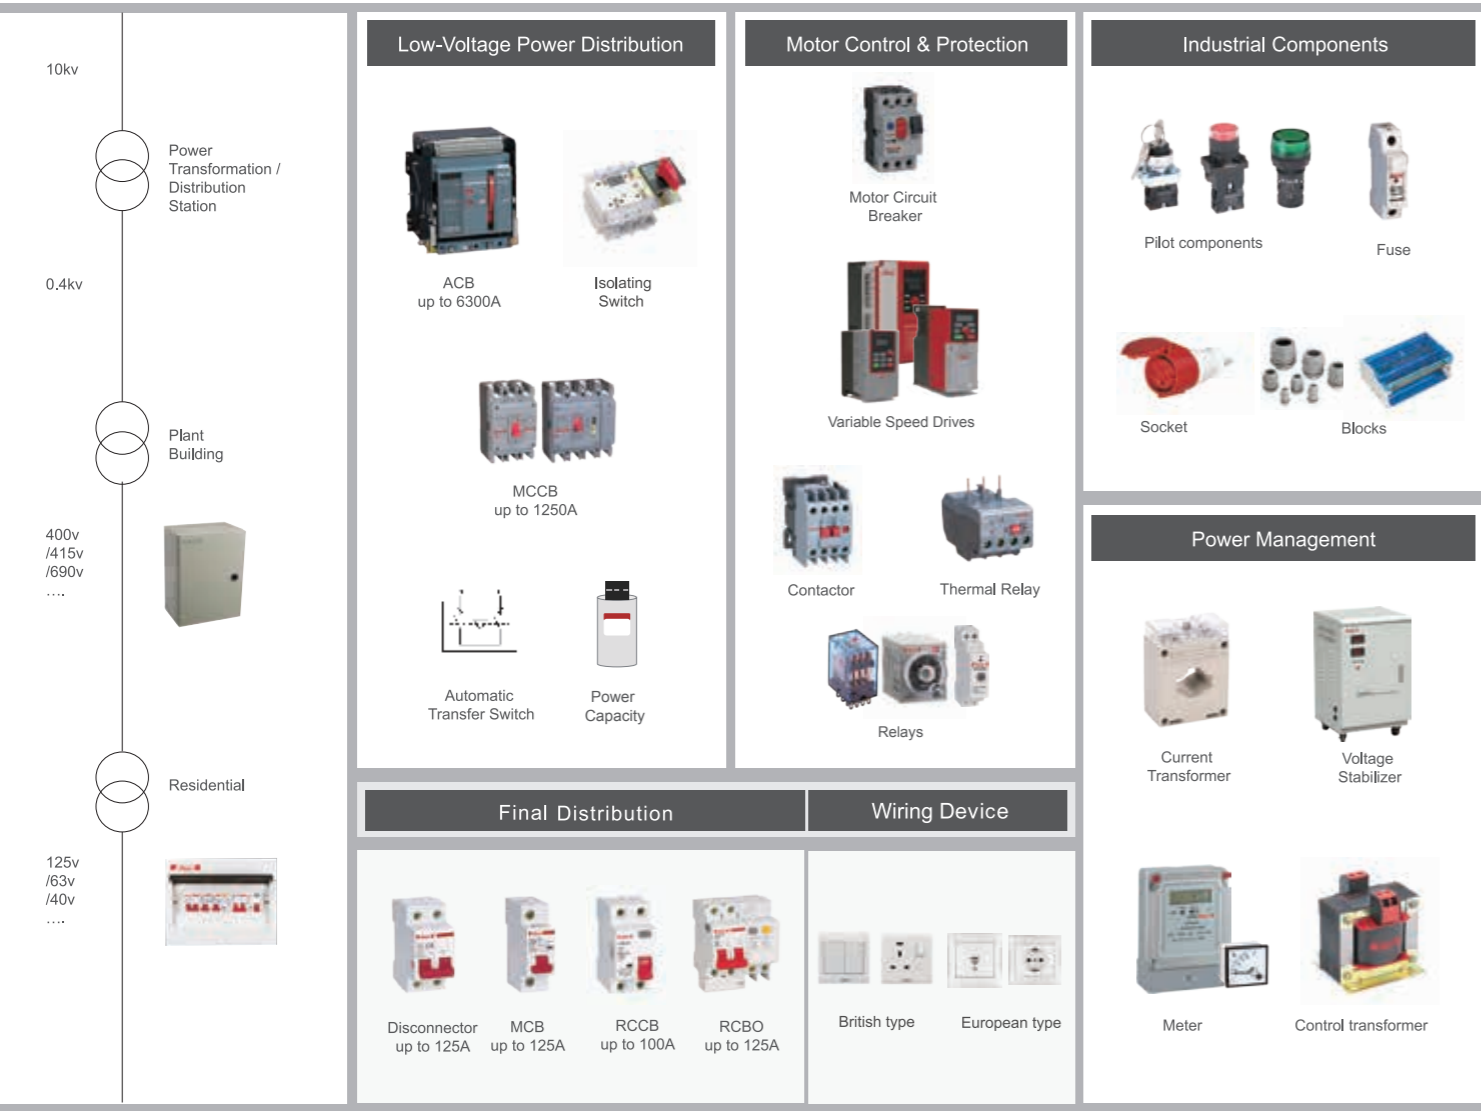 10kv
Power
Transformation /
Distribution
Station
0.4kv
Plant
Building
400v
/415v
/690v
....
Residential
125v
/63v
/40v
....
Low-Voltage Power Distribution
ACB
up to 6300A
Isolating
Switch
MCCB
up to 1250A
Automatic
Transfer Switch
Power
Capacity
Motor Control & Protection
Motor Circuit
Breaker
Variable Speed Drives
Contactor
Thermal Relay
Relays
Industrial Components
Pilot components
Fuse
Socket
Blocks
Power Management
Current
Transformer
Voltage
Stabilizer
Meter
Control transformer
Final Distribution
Disconnector
up to 125A
MCB
up to 125A
RCCB
up to 100A
RCBO
up to 125A
Wiring Device
British type
European type